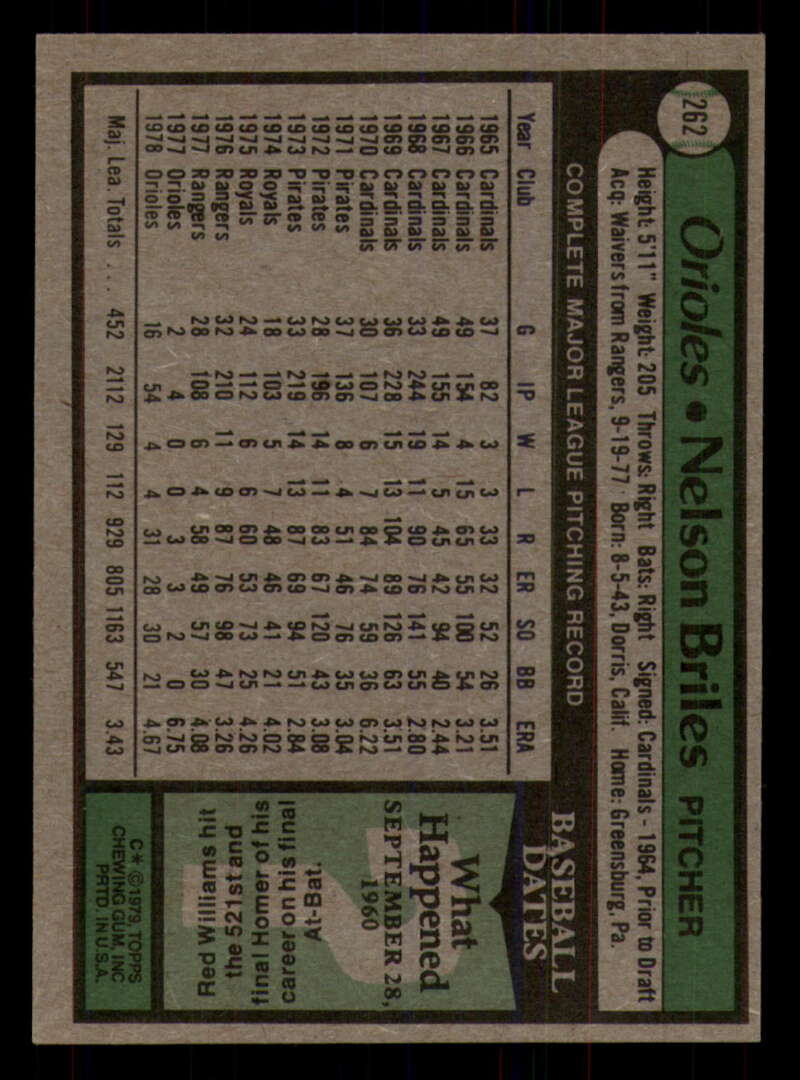 262
Orioles • Nelson Briles PITCHER
Height: 5'11" Weight: 205 Throws: Right Bats: Right Signed: Cardinals - 1964, Prior to Draft
Acq: Waivers from Rangers, 9-19-77 Born: 8-5-43, Dorris, Calif. Home: Greensburg, Pa.
COMPLETE MAJOR LEAGUE PITCHING RECORD
Year Club G IP W L R ER SO BB ERA
1965 Cardinals 37 82 3 3 33 32 52 26 3.51
1966 Cardinals 49 154 4 15 65 55 100 54 3.21
1967 Cardinals 49 155 14 5 45 42 94 40 2.44
1968 Cardinals 33 244 19 11 90 76 141 55 2.80
1969 Cardinals 36 228 15 13 104 89 126 63 3.51
1970 Cardinals 30 107 6 7 84 74 59 36 6.22
1971 Pirates 37 136 8 4 51 46 76 35 3.04
1972 Pirates 28 196 14 11 83 67 120 43 3.08
1973 Pirates 33 219 14 13 87 69 94 51 2.84
1974 Royals 18 103 5 7 48 46 41 21 4.02
1975 Royals 24 112 6 6 60 53 73 25 4.26
1976 Rangers 32 210 11 9 87 76 98 47 3.26
1977 Rangers 28 108 6 4 58 49 57 30 4.08
1977 Orioles 2 4 0 0 3 3 2 0 6.75
1978 Orioles 16 54 4 4 31 28 30 21 4.67
Maj. Lea. Totals . . . 452 2112 129 112 929 805 1163 547 3.43
BASEBALL
DATES
What
Happened
SEPTEMBER 28,
1960
Red Williams hit
the 521st and
final Homer of his
career on his final
At-Bat.
C* © 1979 TOPPS
CHEWING GUM, INC
PRTD. IN U.S.A.